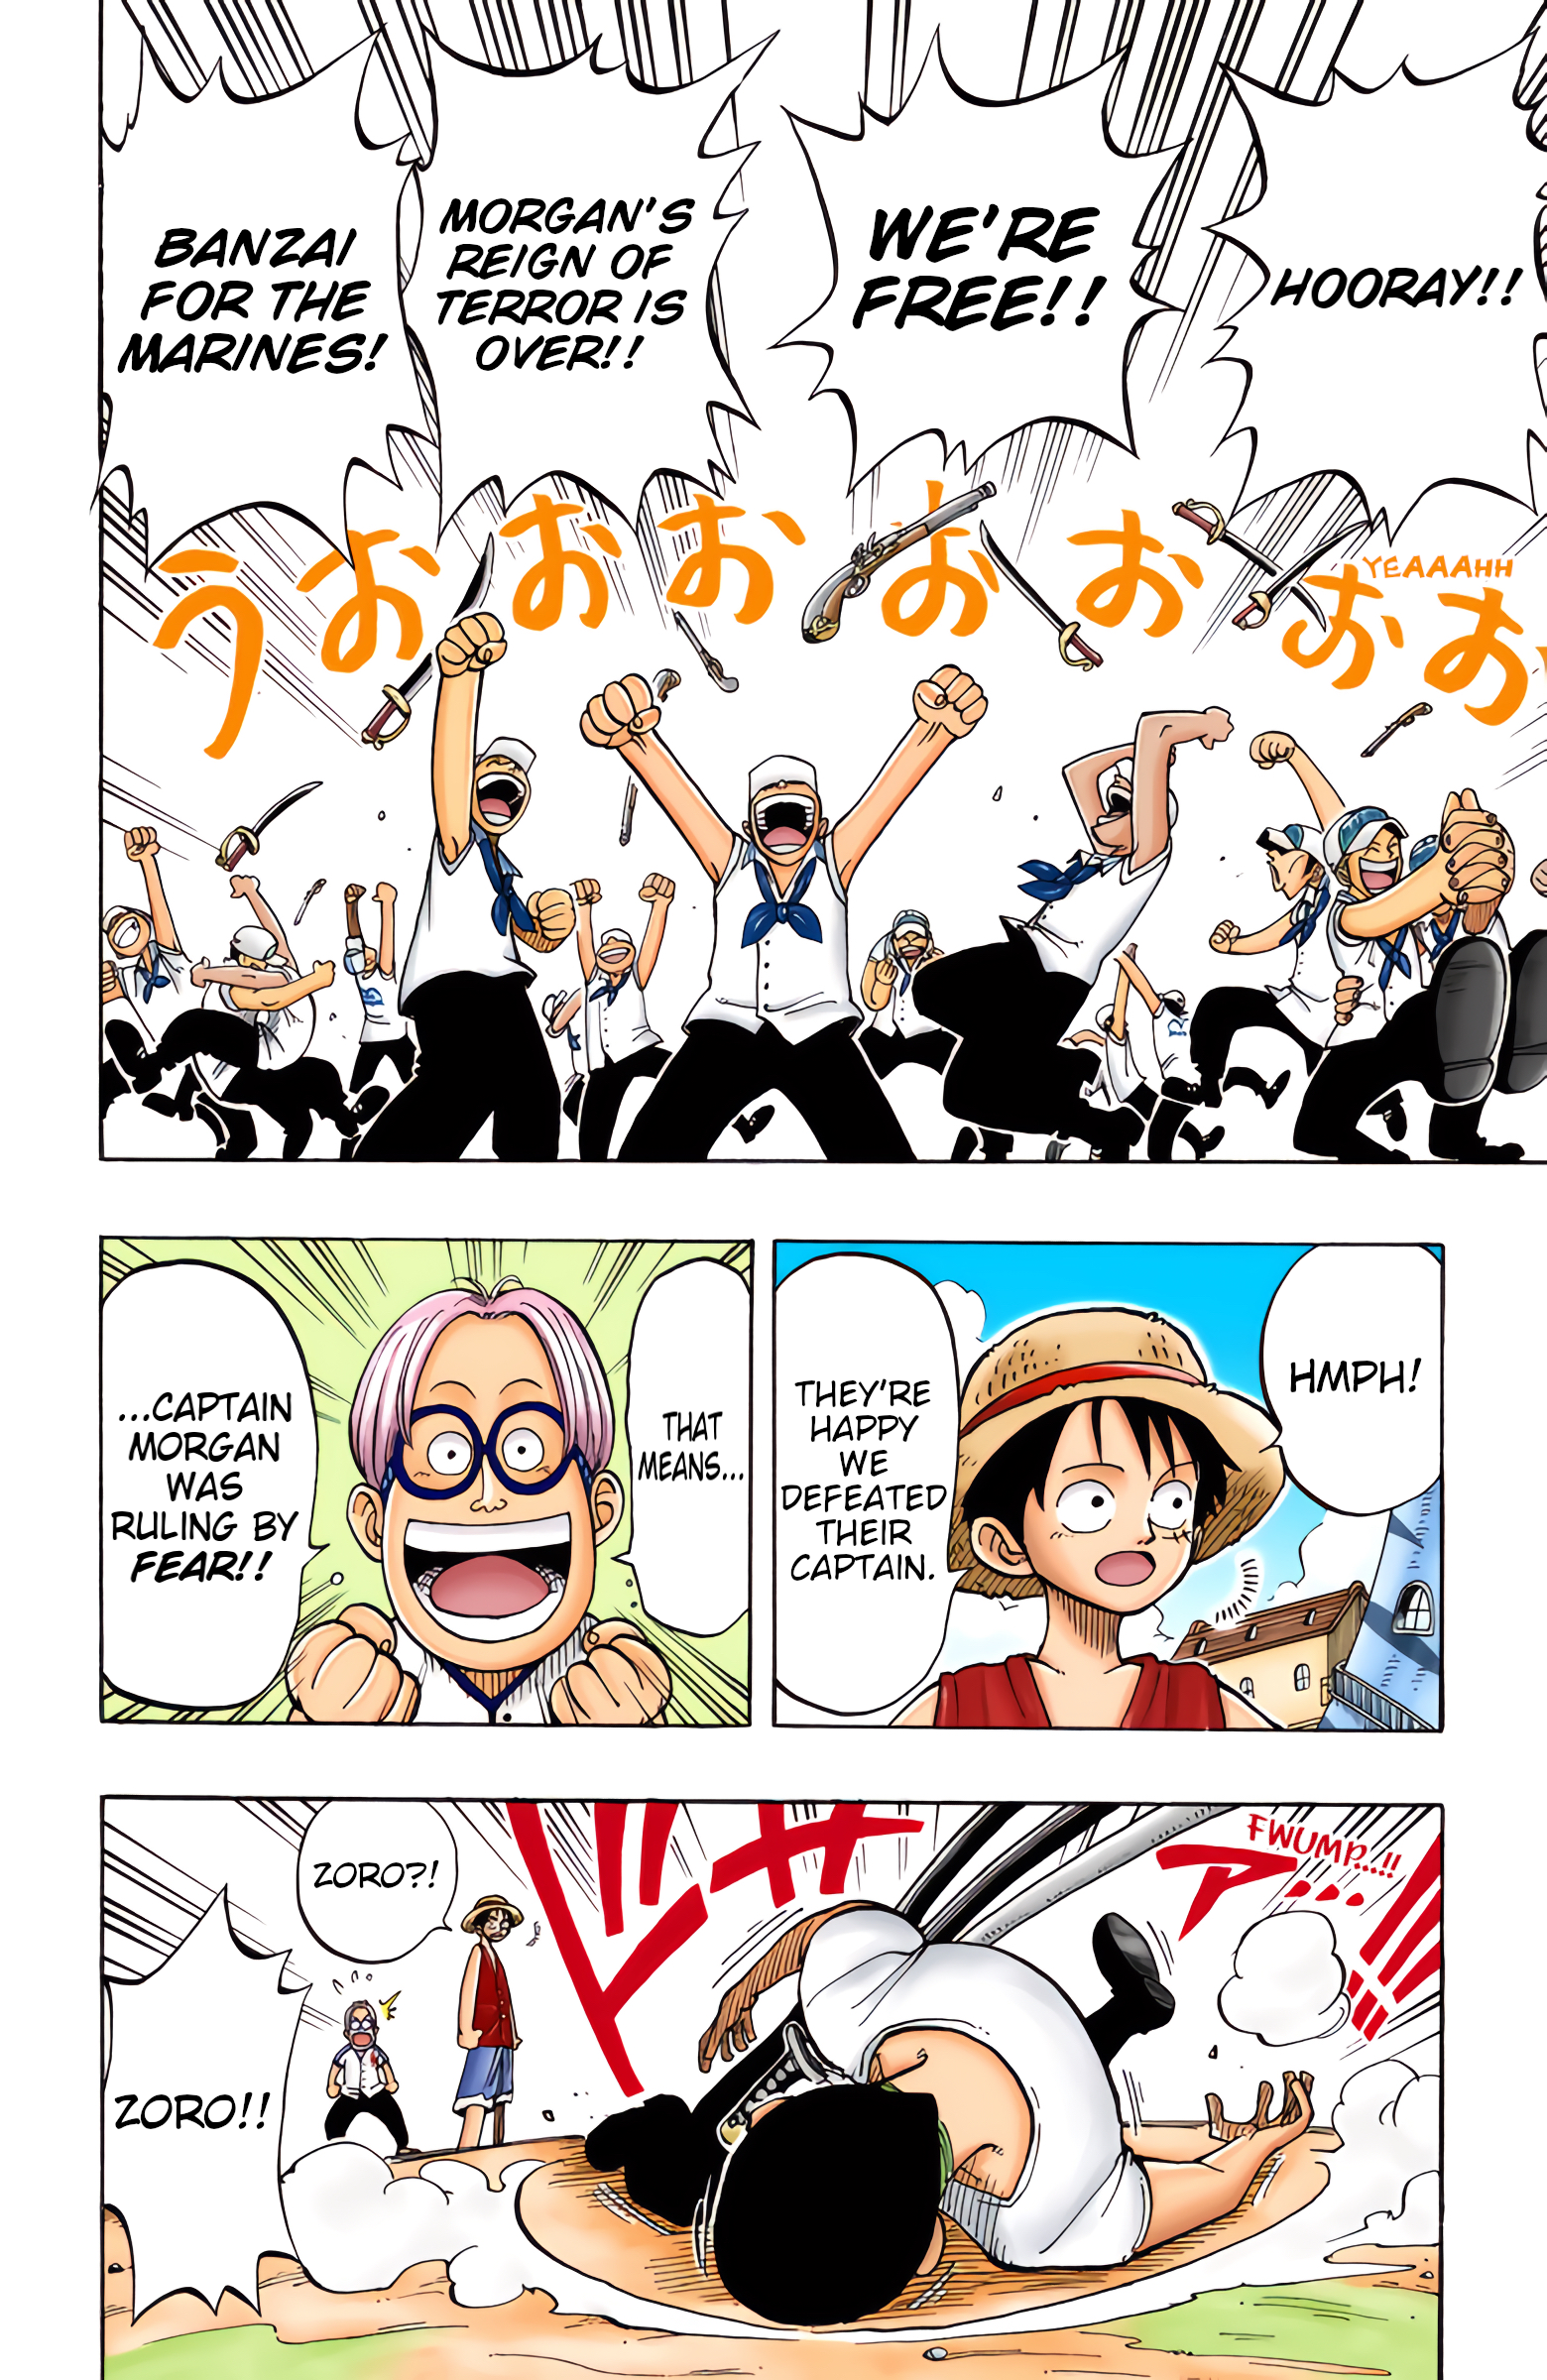 HOORAY!!
WE'RE
FREE!!
MORGAN'S
REIGN OF
TERROR IS
OVER!!
BANZAI
FOR THE
MARINES!
うおおおおおおお
YEAAAHH
HMPH!
THEY'RE
HAPPY
WE
DEFEATED
THEIR
CAPTAIN.
THAT
MEANS...
...CAPTAIN
MORGAN
WAS
RULING BY
FEAR!!
ZORO?!
ZORO!!
ドサァ...!!
FWUMP...!!